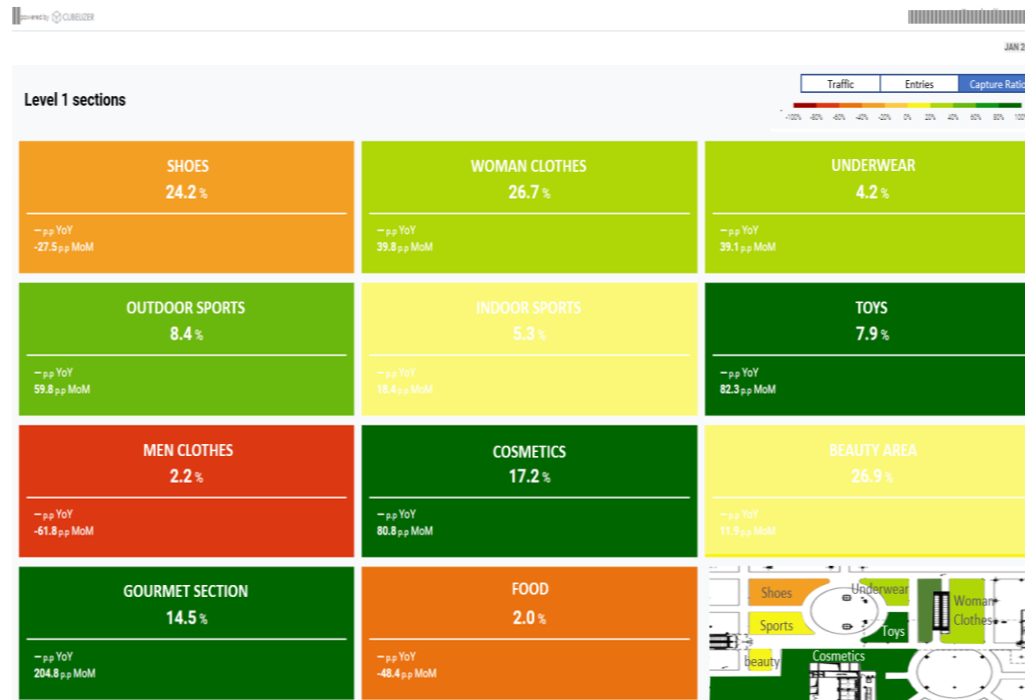 powered by CUBELIZER
JAN 2
Level 1 sections
Traffic Entries Capture Ratio
-100% -80% -60% -40% -20% 0% 20% 40% 60% 80% 100
SHOES
24.2 %
– p.p YoY
-27.5 p.p MoM
WOMAN CLOTHES
26.7 %
– p.p YoY
39.8 p.p MoM
UNDERWEAR
4.2 %
– p.p YoY
39.1 p.p MoM
OUTDOOR SPORTS
8.4 %
– p.p YoY
59.8 p.p MoM
INDOOR SPORTS
5.3 %
– p.p YoY
18.4 p.p MoM
TOYS
7.9 %
– p.p YoY
82.3 p.p MoM
MEN CLOTHES
2.2 %
– p.p YoY
-61.8 p.p MoM
COSMETICS
17.2 %
– p.p YoY
80.8 p.p MoM
BEAUTY AREA
26.9 %
– p.p YoY
11.9 p.p MoM
GOURMET SECTION
14.5 %
– p.p YoY
204.8 p.p MoM
FOOD
2.0 %
– p.p YoY
-48.4 p.p MoM
Shoes
Underwear
Woman
Clothes
Sports
Toys
beauty
Cosmetics